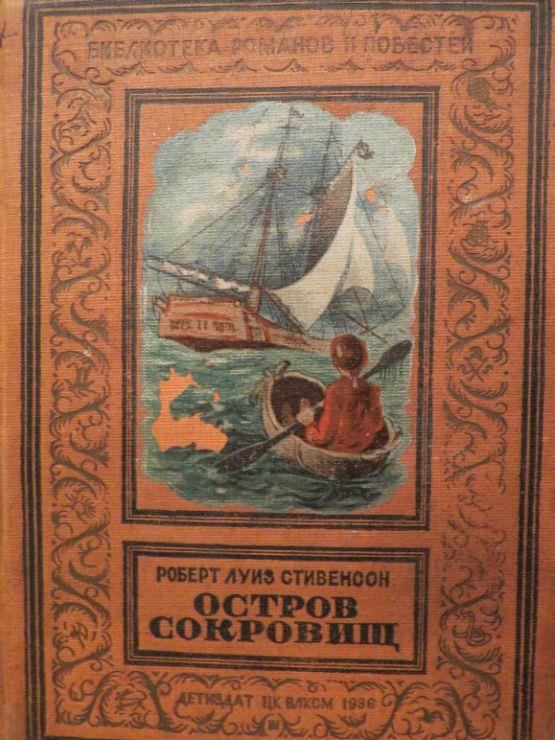 БИБЛИОТЕКА РОМАНОВ И ПОВЕСТЕЙ
РОБЕРТ ЛУИЗ СТИВЕНСОН
ОСТРОВ
СОКРОВИЩ
ДЕТИЗДАТ ЦК ВЛКСМ 1936